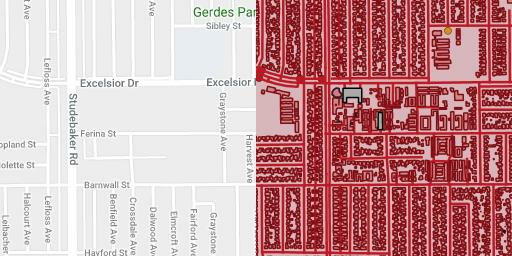 Gerdes Par
Ave
Ave
Sibley St
Lefloss Ave
Excelsior Dr
Excelsior
Studebaker Rd
Graystone Ave
Ferina St
Harvest Ave
opland St
olette St
Barnwall St
Leibacher
Halcourt Ave
Lefloss Ave
Benfield Ave
Crossdale Ave
Dalwood Ave
Elmcroft Ave
Fairford Ave
Graystone
Hayford St